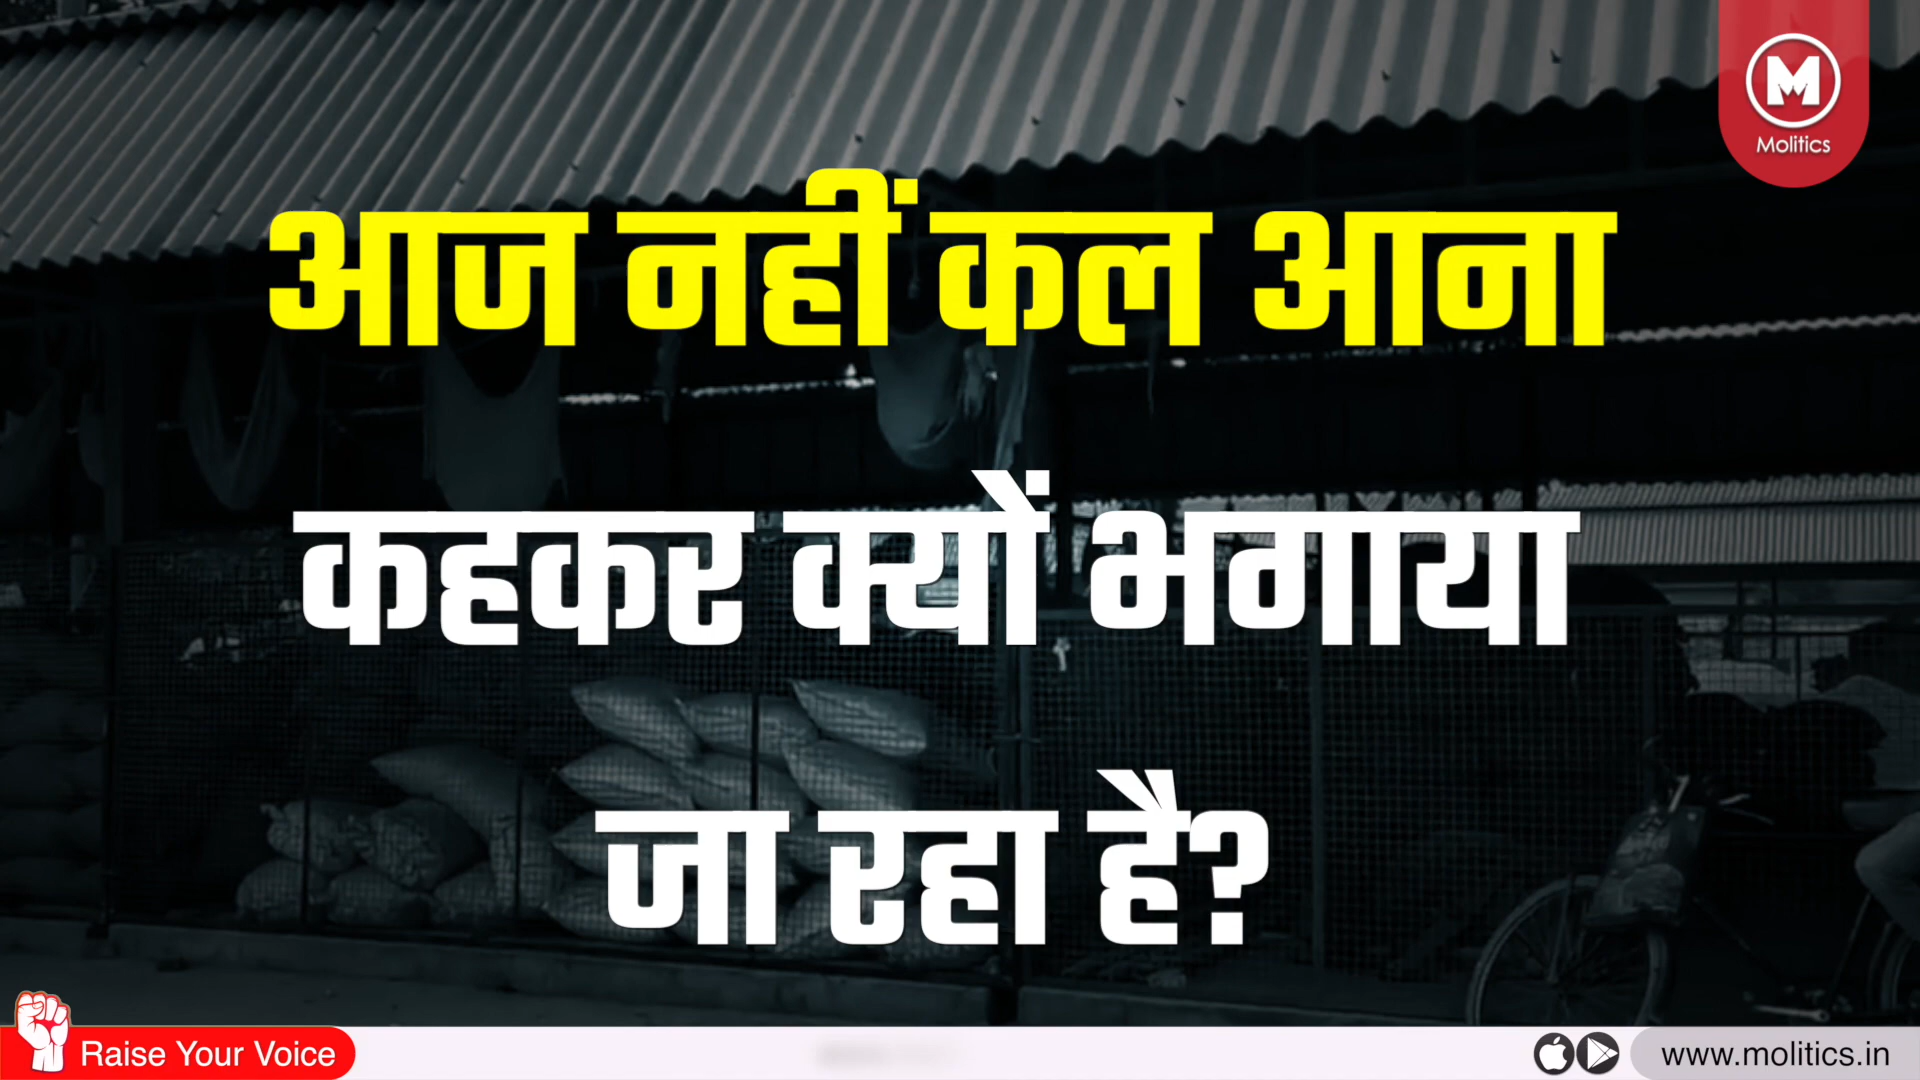 Molitics
आज नहीं कल आना
कहकर क्यों भगाया
जा रहा है?
Raise Your Voice
www.molitics.in